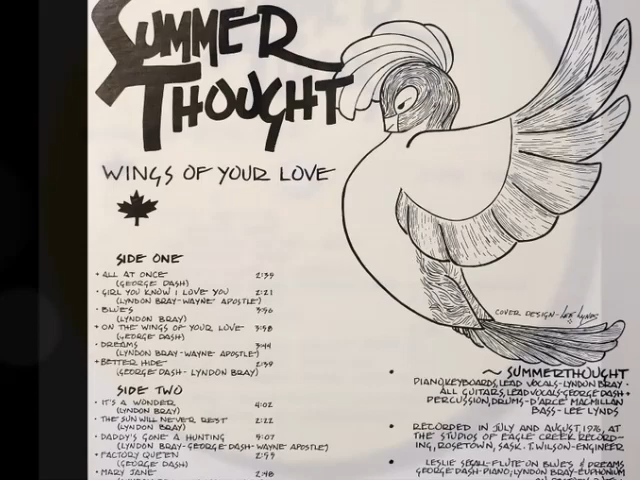 SUMMER
THOUGHT
WINGS OF YOUR LOVE
SIDE ONE
+ ALL AT ONCE 2:39
(GEORGE DASH)
• GIRL YOU KNOW I LOVE YOU 2:21
(LYNDON BRAY-WAYNE APOSTLE)
• BLUES 3:56
(LYNDON BRAY)
+ ON THE WINGS OF YOUR LOVE 3:58
(GEORGE DASH)
• DREAMS 3:44
(LYNDON BRAY-WAYNE APOSTLE)
+ BETTER HIDE 2:39
(GEORGE DASH- LYNDON BRAY)
SIDE TWO
• IT'S A WONDER 4:02
(LYNDON BRAY)
• THE SUN WILL NEVER REST 2:22
(LYNDON BRAY)
• DADDY'S GONE A HUNTING 4:07
(LYNDON BRAY-GEORGE DASH-WAYNE APOSTLE)
+ FACTORY QUEEN 2:59
(GEORGE DASH)
• MARY JANE 2:48
COVER DESIGN - LEE LYNDS
~ SUMMERTHOUGHT
PIANO, KEYBOARDS, LEAD VOCALS-LYNDON BRAY •
ALL GUITARS, LEAD VOCALS-GEORGE DASH +
PERCUSSION, DRUMS-D'ARCE MACMILLAN
BASS-LEE LYNDS
• RECORDED IN JULY AND AUGUST, 1976, AT
THE STUDIOS OF EAGLE CREEK RECORD-
ING, ROSETOWN, SASK. T. WILSON-ENGINEER
• LESLIE SEGALL-FLUTE ON BLUES & DREAMS
GEORGE DASH-PIANO; LYNDON BRAY-EUPHONIUM